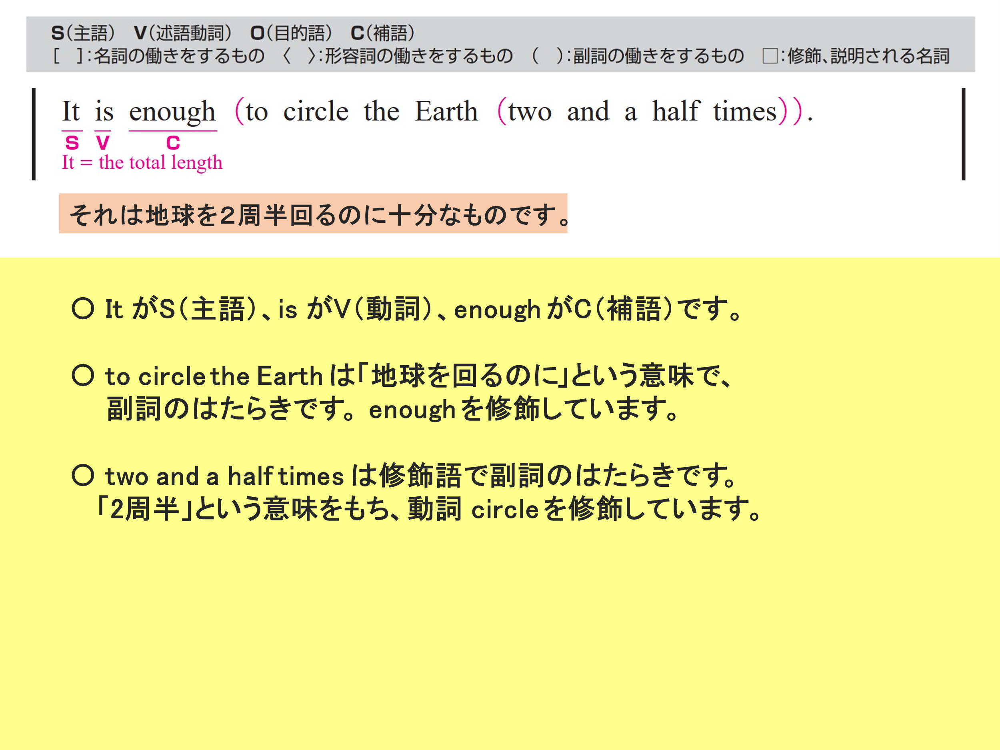 S（主語）　V（述語動詞）　O（目的語）　C（補語）
［　］：名詞の働きをするもの　〈　〉：形容詞の働きをするもの　（　）：副詞の働きをするもの　□：修飾、説明される名詞
It is enough (to circle the Earth (two and a half times)).
S V C
It = the total length
それは地球を２周半回るのに十分なものです。
○ It がS（主語）、is がV（動詞）、enough がC（補語）です。
○ to circle the Earth は「地球を回るのに」という意味で、
副詞のはたらきです。enough を修飾しています。
○ two and a half times は修飾語で副詞のはたらきです。
「2周半」という意味をもち、動詞 circle を修飾しています。